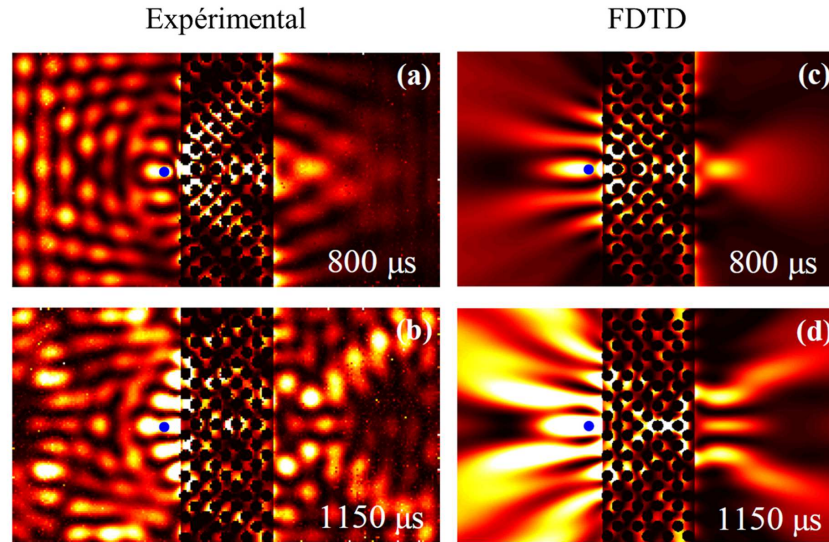 Expérimental
FDTD
(a)
800 µs
(c)
800 µs
(b)
1150 µs
(d)
1150 µs